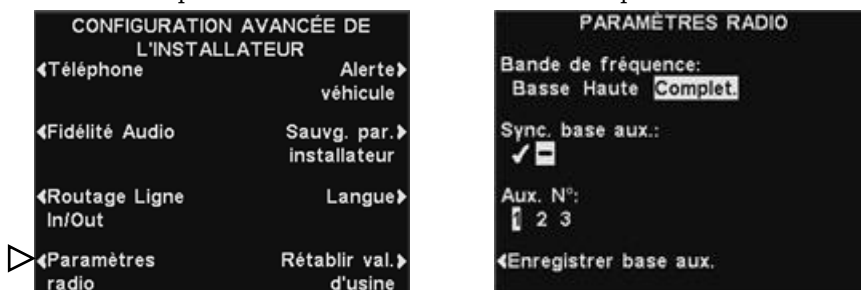 CONFIGURATION AVANCÉE DE
L'INSTALLATEUR
Téléphone
Alerte
véhicule
Fidélité Audio
Sauvg. par.
installateur
Routage Ligne
In/Out
Langue
Paramètres
radio
Rétablir val.
d'usine
PARAMÈTRES RADIO
Bande de fréquence:
Basse Haute Complet.
Sync. base aux.:
Aux. N°:
1 2 3
Enregistrer base aux.